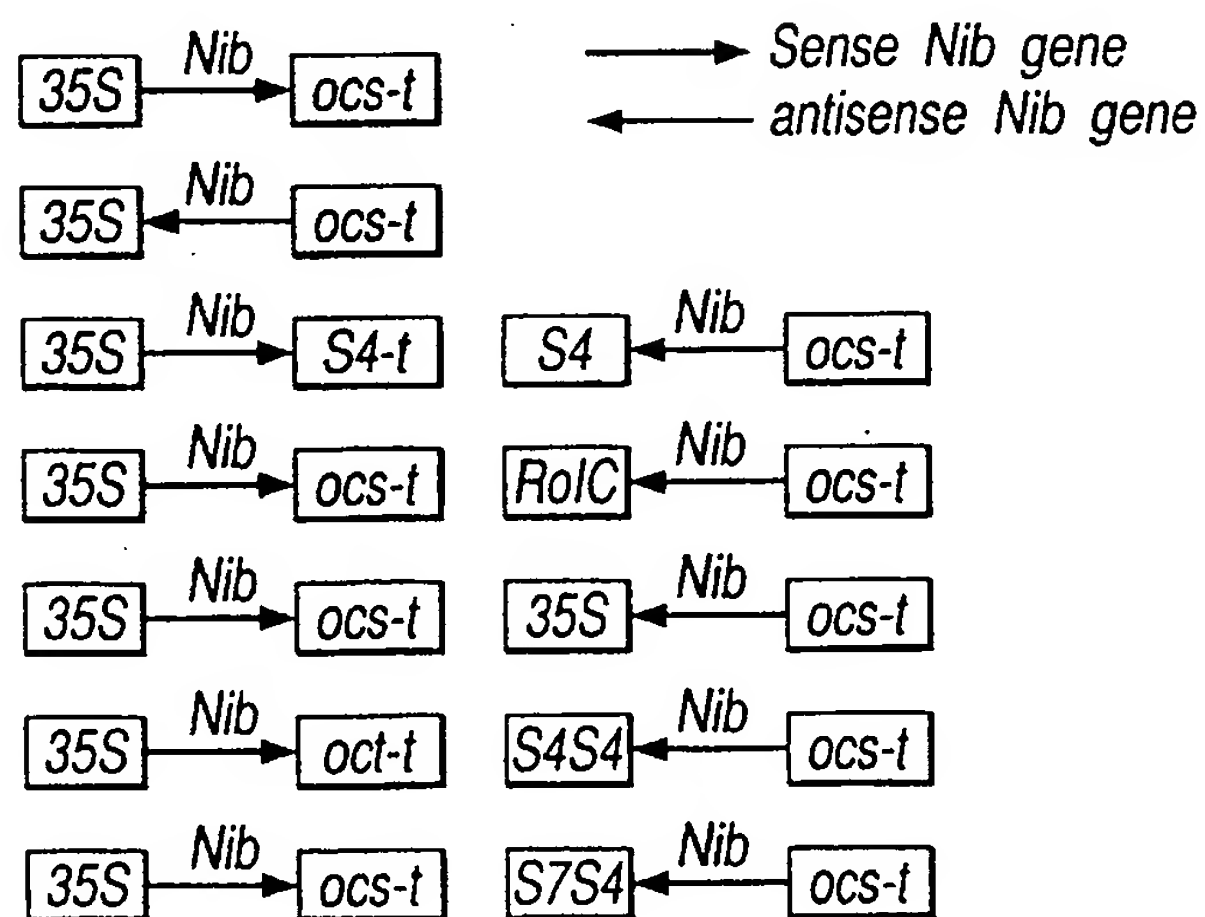 Nib
35S ocs-t
Sense Nib gene
antisense Nib gene
Nib
35S ocs-t
Nib Nib
35S S4-t S4 ocs-t
Nib Nib
35S ocs-t RolC ocs-t
Nib Nib
35S ocs-t 35S ocs-t
Nib Nib
35S oct-t S4S4 ocs-t
Nib Nib
35S ocs-t S7S4 ocs-t